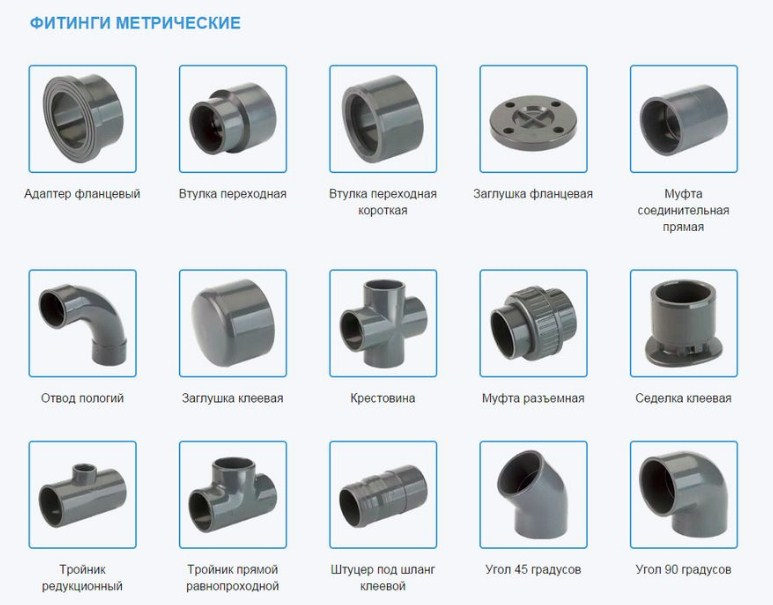 ФИТИНГИ МЕТРИЧЕСКИЕ
Адаптер фланцевый
Втулка переходная
Втулка переходная
короткая
Заглушка фланцевая
Муфта
соединительная
прямая
Отвод пологий
Заглушка клеевая
Крестовина
Муфта разъемная
Седелка клеевая
Тройник
редукционный
Тройник прямой
равнопроходной
Штуцер под шланг
клеевой
Угол 45 градусов
Угол 90 градусов